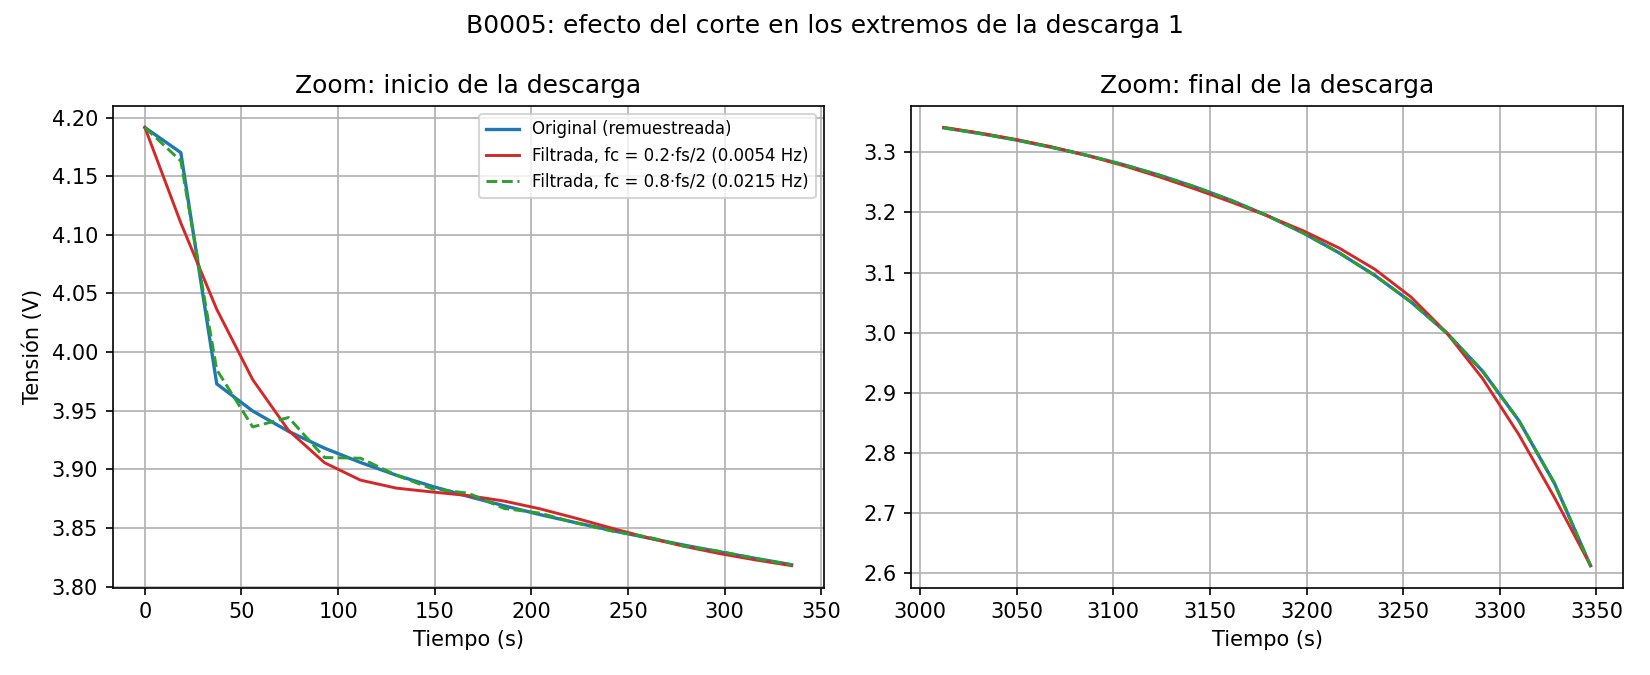 B0005: efecto del corte en los extremos de la descarga 1
Zoom: inicio de la descarga
Tensión (V)
4.20
4.15
4.10
4.05
4.00
3.95
3.90
3.85
3.80
Original (remuestreada)
Filtrada, fc = 0.2·fs/2 (0.0054 Hz)
Filtrada, fc = 0.8·fs/2 (0.0215 Hz)
0 50 100 150 200 250 300 350
Tiempo (s)
Zoom: final de la descarga
3.3
3.2
3.1
3.0
2.9
2.8
2.7
2.6
3000 3050 3100 3150 3200 3250 3300 3350
Tiempo (s)